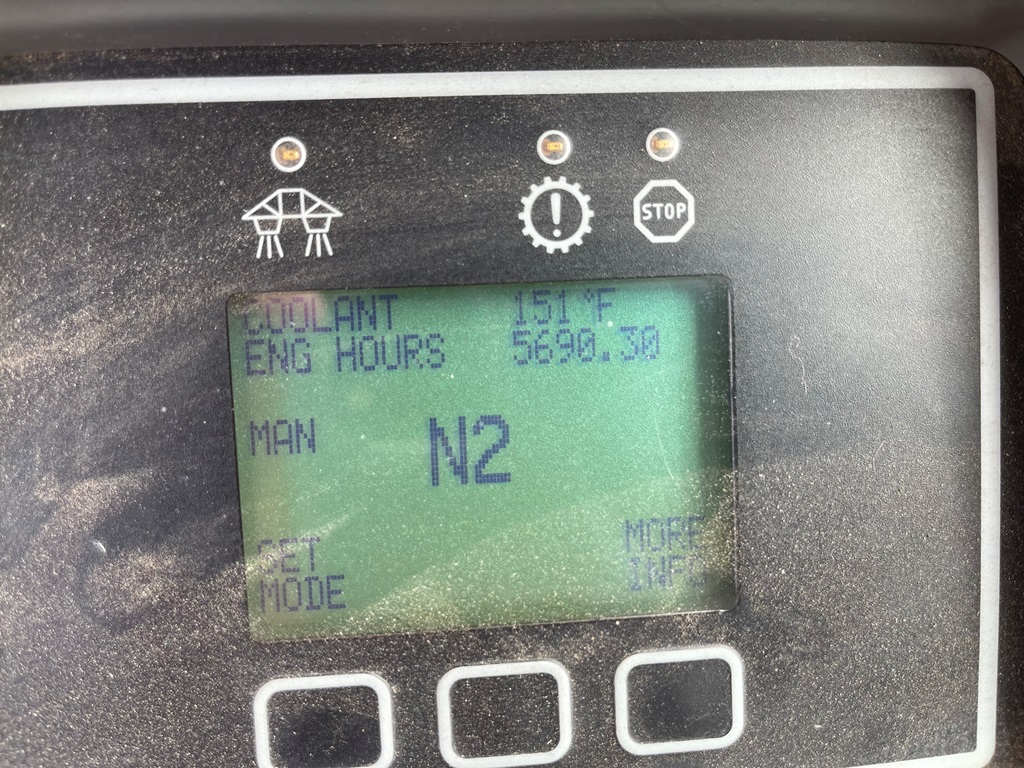 STOP
COOLANT 151°F
ENG HOURS 5690.30
MAN N2
SET MORE
MODE INFO